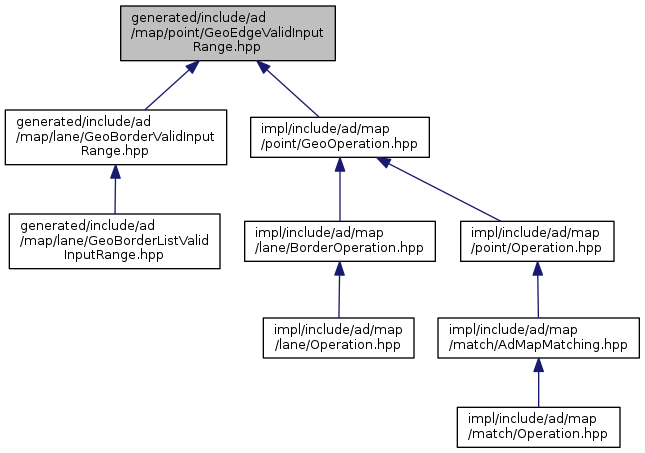 generated/include/ad
/map/point/GeoEdgeValidInput
Range.hpp
generated/include/ad
/map/lane/GeoBorderValidInput
Range.hpp
impl/include/ad/map
/point/GeoOperation.hpp
generated/include/ad
/map/lane/GeoBorderListValid
InputRange.hpp
impl/include/ad/map
/lane/BorderOperation.hpp
impl/include/ad/map
/point/Operation.hpp
impl/include/ad/map
/lane/Operation.hpp
impl/include/ad/map
/match/AdMapMatching.hpp
impl/include/ad/map
/match/Operation.hpp